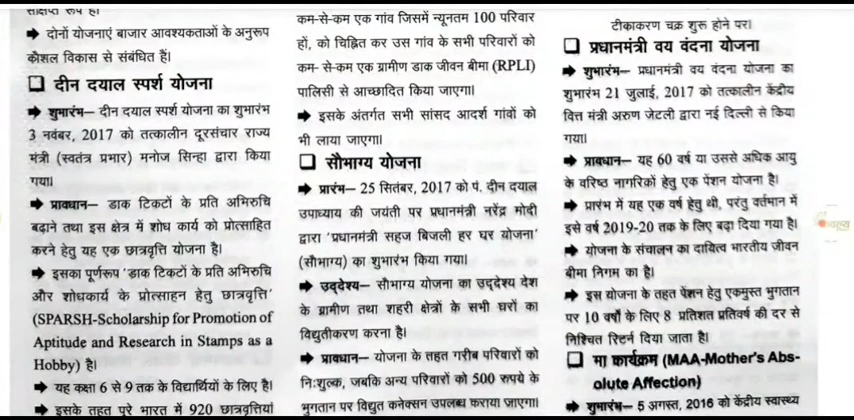 संक्षिप्त रूप है।
➡ दोनों योजनाएं बाजार आवश्यकताओं के अनुरूप
कौशल विकास से संबंधित हैं।
❑ दीन दयाल स्पर्श योजना
➡ शुभारंभ– दीन दयाल स्पर्श योजना का शुभारंभ
3 नवंबर, 2017 को तत्कालीन दूरसंचार राज्य
मंत्री (स्वतंत्र प्रभार) मनोज सिन्हा द्वारा किया
गया।
➡ प्रावधान– डाक टिकटों के प्रति अभिरुचि
बढ़ाने तथा इस क्षेत्र में शोध कार्य को प्रोत्साहित
करने हेतु यह एक छात्रवृत्ति योजना है।
➡ इसका पूर्णरूप 'डाक टिकटों के प्रति अभिरुचि
और शोधकार्य के प्रोत्साहन हेतु छात्रवृत्ति'
(SPARSH-Scholarship for Promotion of
Aptitude and Research in Stamps as a
Hobby) है।
➡ यह कक्षा 6 से 9 तक के विद्यार्थियों के लिए है।
➡ इसके तहत पूरे भारत में 920 छात्रवृत्तियां
कम-से-कम एक गांव जिसमें न्यूनतम 100 परिवार
हों, को चिह्नित कर उस गांव के सभी परिवारों को
कम- से-कम एक ग्रामीण डाक जीवन बीमा (RPLI)
पालिसी से आच्छादित किया जाएगा।
➡ इसके अंतर्गत सभी सांसद आदर्श गांवों को
भी लाया जाएगा।
❑ सौभाग्य योजना
➡ प्रारंभ– 25 सितंबर, 2017 को पं. दीन दयाल
उपाध्याय की जयंती पर प्रधानमंत्री नरेंद्र मोदी
द्वारा 'प्रधानमंत्री सहज बिजली हर घर योजना'
(सौभाग्य) का शुभारंभ किया गया।
➡ उद्देश्य– सौभाग्य योजना का उद्देश्य देश
के ग्रामीण तथा शहरी क्षेत्रों के सभी घरों का
विद्युतीकरण करना है।
➡ प्रावधान– योजना के तहत गरीब परिवारों को
निःशुल्क, जबकि अन्य परिवारों को 500 रुपये के
भुगतान पर विद्युत कनेक्सन उपलब्ध कराया जाएगा।
टीकाकरण चक्र शुरू होने पर।
❑ प्रधानमंत्री वय वंदना योजना
➡ शुभारंभ– प्रधानमंत्री वय वंदना योजना का
शुभारंभ 21 जुलाई, 2017 को तत्कालीन केंद्रीय
वित्त मंत्री अरुण जेटली द्वारा नई दिल्ली से किया
गया।
➡ प्रावधान– यह 60 वर्ष या उससे अधिक आयु
के वरिष्ठ नागरिकों हेतु एक पेंशन योजना है।
➡ प्रारंभ में यह एक वर्ष हेतु थी, परंतु वर्तमान में
इसे वर्ष 2019-20 तक के लिए बढ़ा दिया गया है।
➡ योजना के संचालन का दायित्व भारतीय जीवन
बीमा निगम का है।
➡ इस योजना के तहत पेंशन हेतु एकमुस्त भुगतान
पर 10 वर्षों के लिए 8 प्रतिशत प्रतिवर्ष की दर से
निश्चित रिटर्न दिया जाता है।
❑ मा कार्यक्रम (MAA-Mother's Abs-
olute Affection)
➡ शुभारंभ– 5 अगस्त, 2016 को केंद्रीय स्वास्थ्य